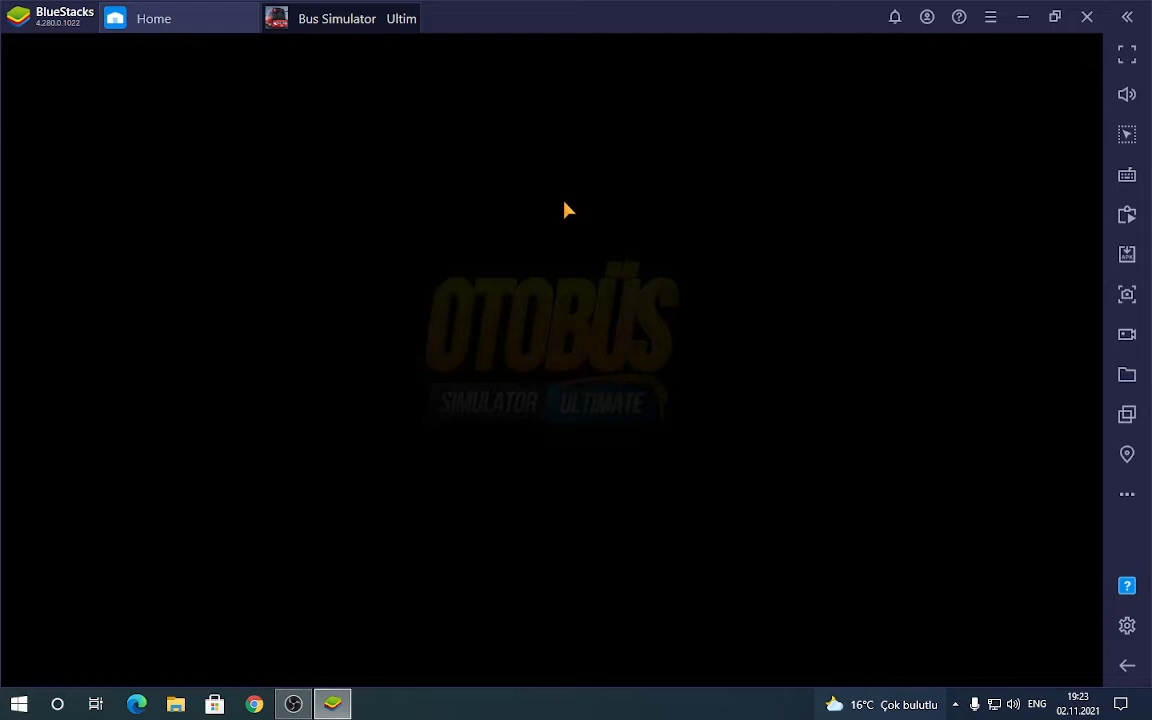 BlueStacks
4.280.0.1022
Home
Bus Simulator Ultim
OTOBÜS
SIMULATOR ULTIMATE
APK
?
16°C Çok bulutlu
ENG
19:23
02.11.2021